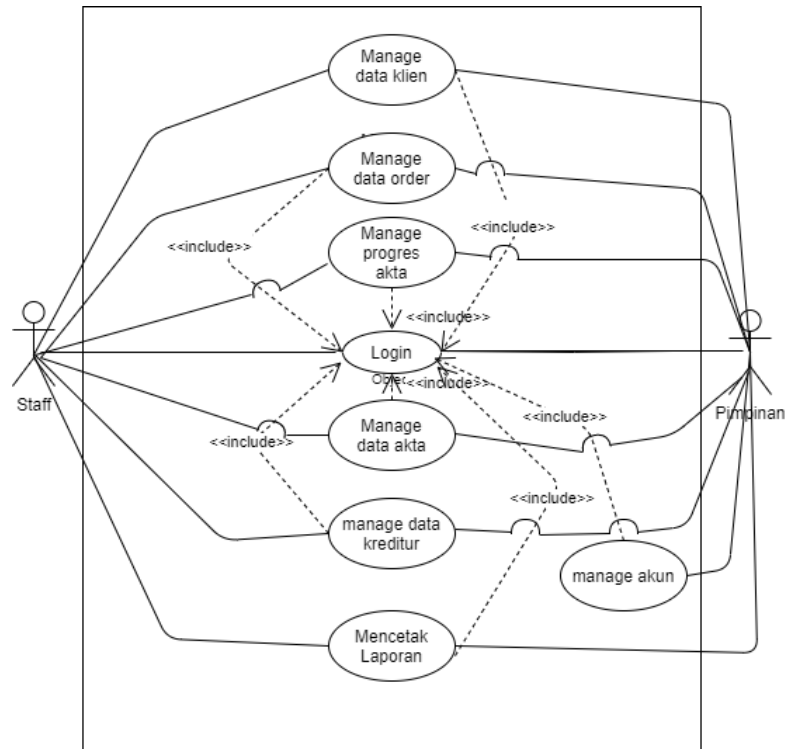 Manage
data klien
Manage
data order
<<include>>
<<include>>
Manage
progres
akta
<<include>>
Login
Staff
Pimpinan
<<include>>
<<include>>
Manage
data akta
<<include>>
<<include>>
manage data
kreditur
manage akun
Mencetak
Laporan